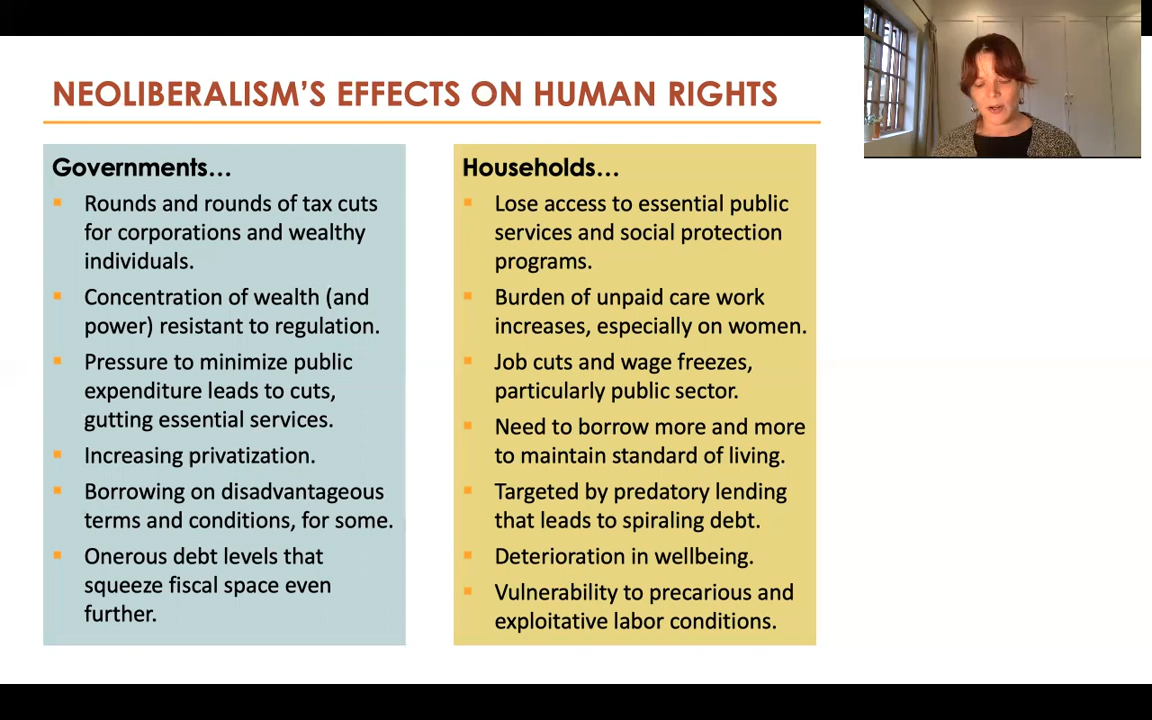 NEOLIBERALISM'S EFFECTS ON HUMAN RIGHTS
Governments...
Rounds and rounds of tax cuts
for corporations and wealthy
individuals.
Concentration of wealth (and
power) resistant to regulation.
Pressure to minimize public
expenditure leads to cuts,
gutting essential services.
Increasing privatization.
Borrowing on disadvantageous
terms and conditions, for some.
Onerous debt levels that
squeeze fiscal space even
further.
Households...
Lose access to essential public
services and social protection
programs.
Burden of unpaid care work
increases, especially on women.
Job cuts and wage freezes,
particularly public sector.
Need to borrow more and more
to maintain standard of living.
Targeted by predatory lending
that leads to spiraling debt.
Deterioration in wellbeing.
Vulnerability to precarious and
exploitative labor conditions.